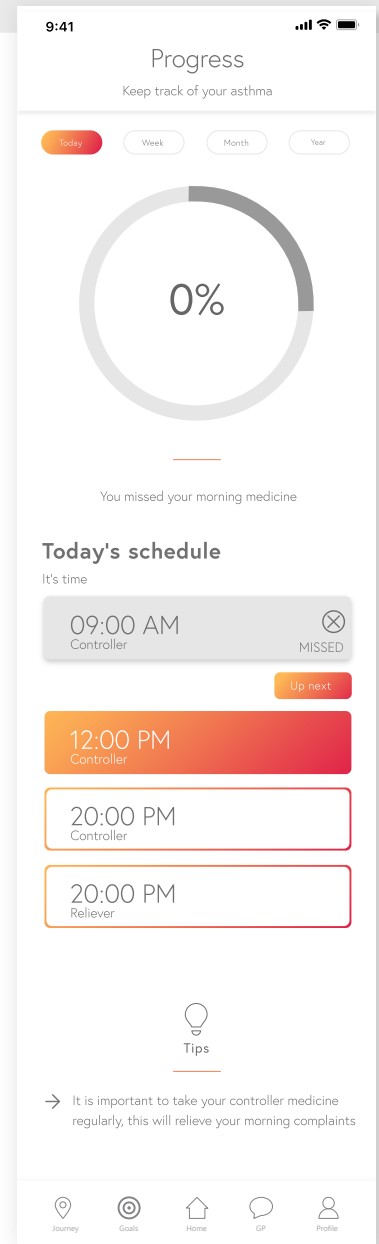 9:41
Progress
Keep track of your asthma
Today Week Month Year
0%
You missed your morning medicine
Today's schedule
It's time
09:00 AM
Controller
MISSED
Up next
12:00 PM
Controller
20:00 PM
Controller
20:00 PM
Reliever
Tips
It is important to take your controller medicine
regularly, this will relieve your morning complaints
Journey Goals Home GP Profile